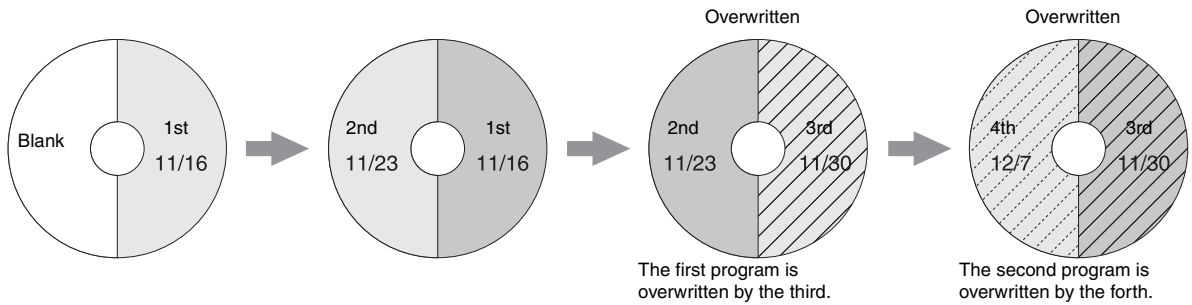 Overwritten
Overwritten
Blank
1st
11/16
2nd
11/23
1st
11/16
2nd
11/23
3rd
11/30
4th
12/7
3rd
11/30
The first program is
overwritten by the third.
The second program is
overwritten by the forth.